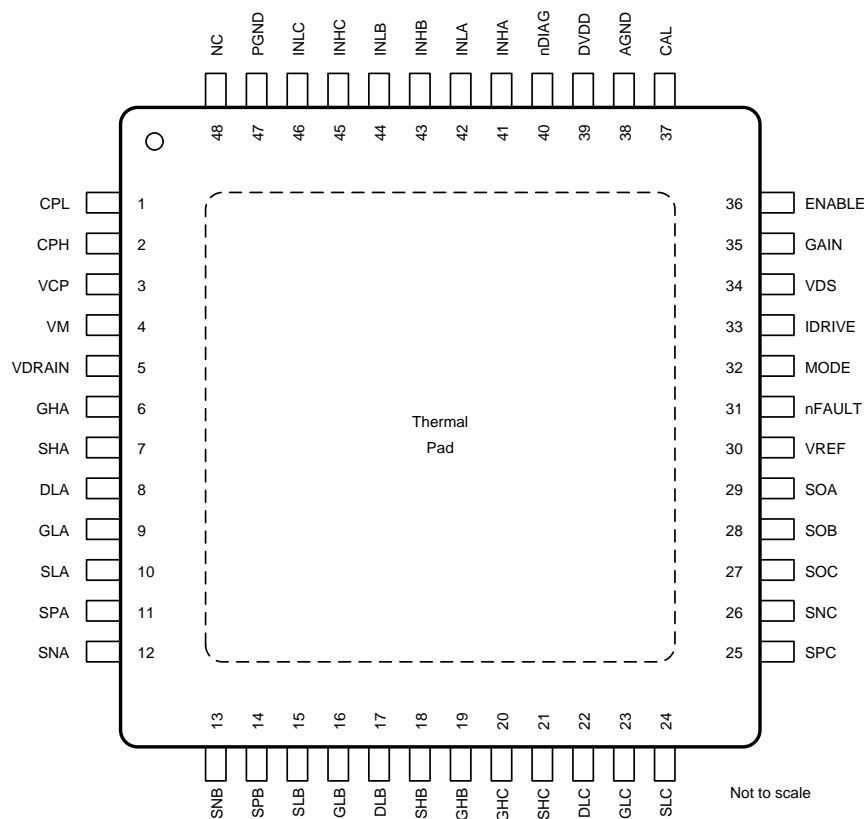 NC PGND INLC INHC INLB INHB INLA INHA nDIAG DVDD AGND CAL
48 47 46 45 44 43 42 41 40 39 38 37
CPL 1 36 ENABLE
CPH 2 35 GAIN
VCP 3 34 VDS
VM 4 33 IDRIVE
VDRAIN 5 32 MODE
GHA 6 31 nFAULT
Thermal
SHA 7 Pad 30 VREF
DLA 8 29 SOA
GLA 9 28 SOB
SLA 10 27 SOC
SPA 11 26 SNC
SNA 12 25 SPC
13 14 15 16 17 18 19 20 21 22 23 24
SNB SPB SLB GLB DLB SHB GHB GHC SHC DLC GLC SLC
Not to scale